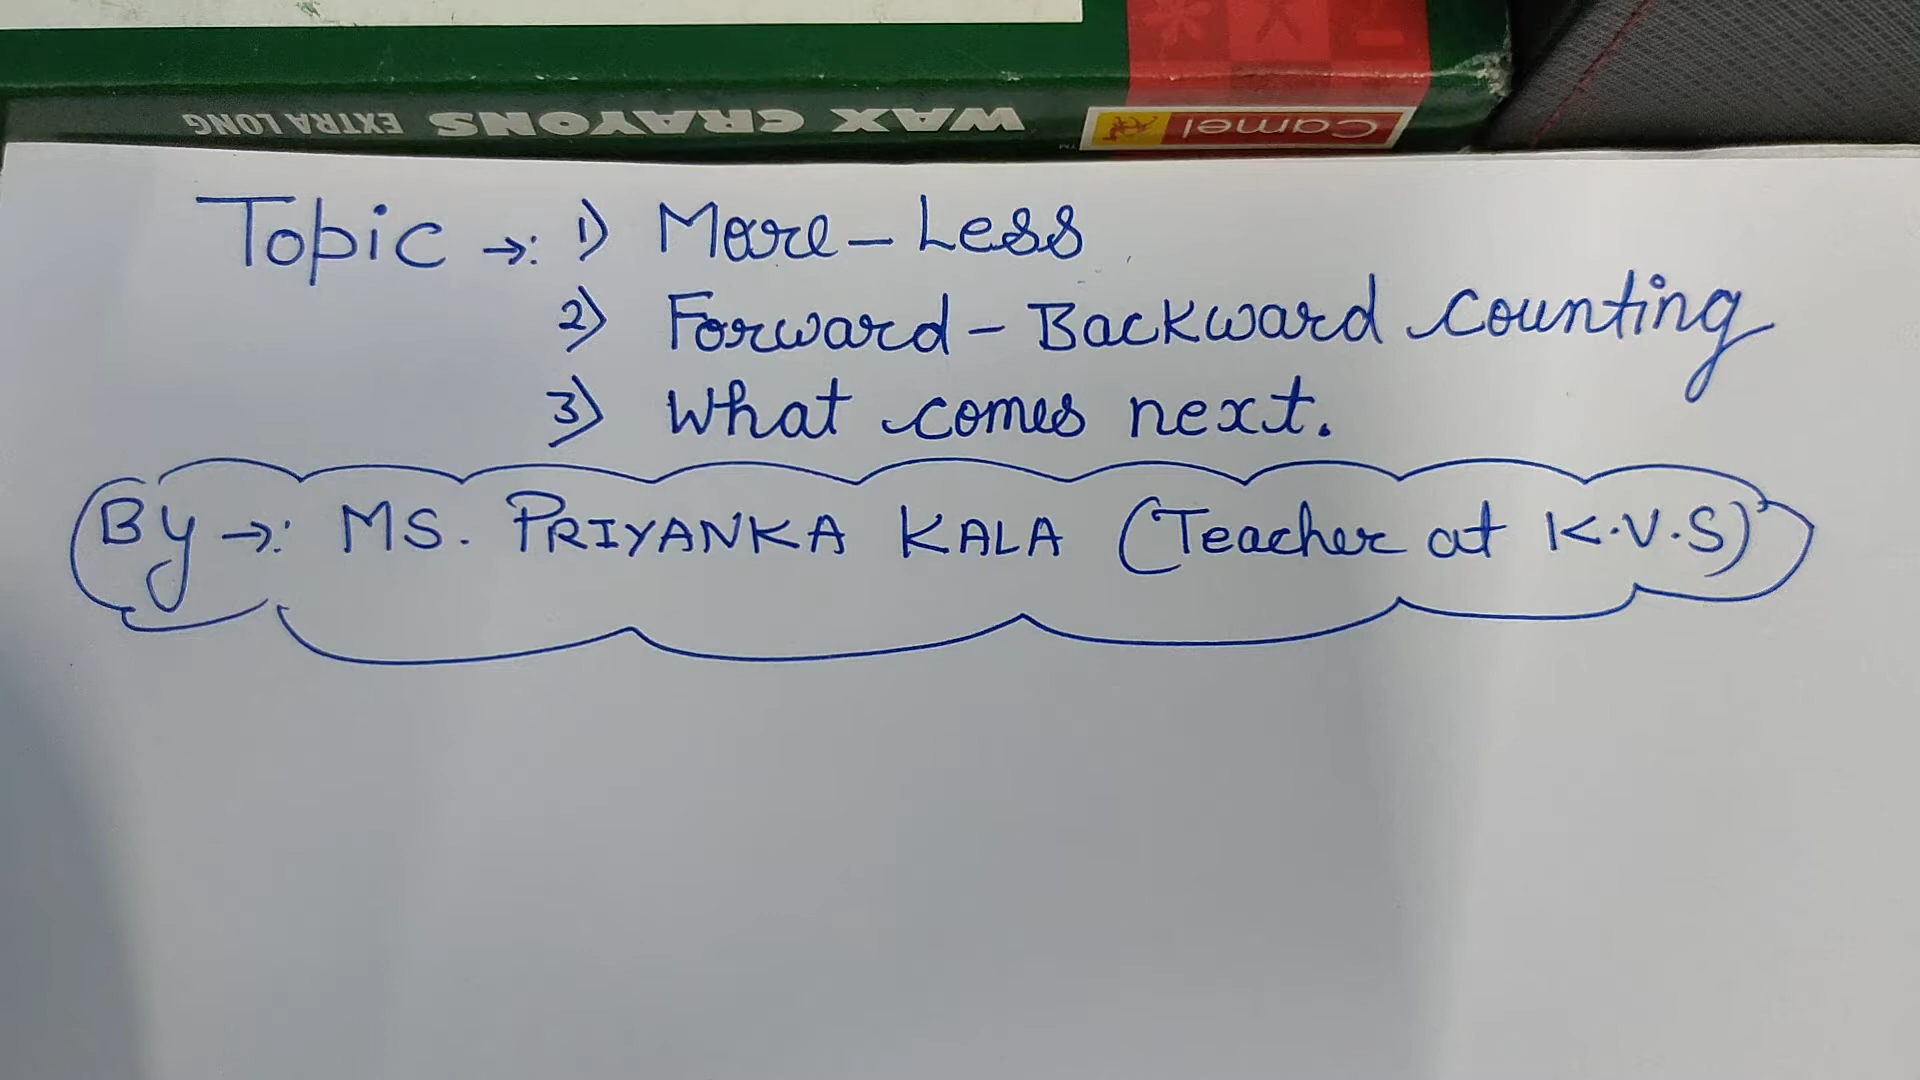 Camel
WAX CRAYONS EXTRA LONG
Topic →: 1) More - Less
2) Forward - Backward counting
3) What comes next.
By →: MS. PRIYANKA KALA (Teacher at K.V.S)